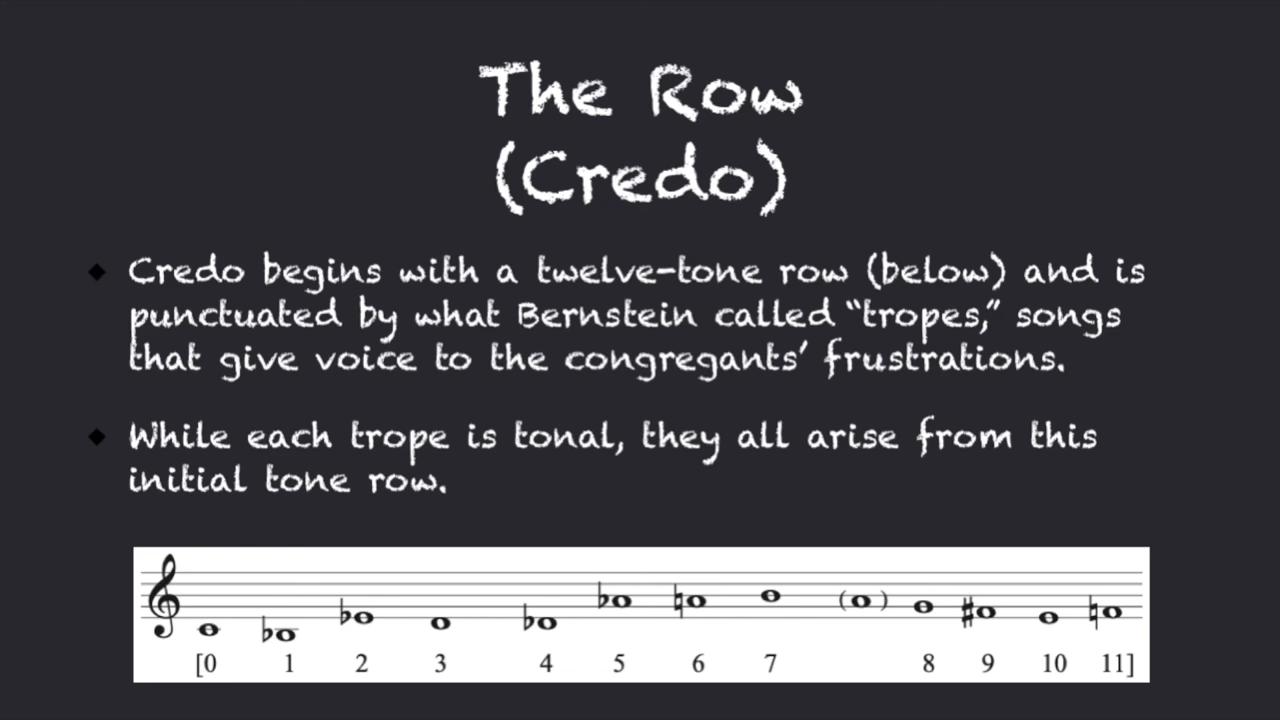 The Row
(Credo)
Credo begins with a twelve-tone row (below) and is
punctuated by what Bernstein called “tropes,” songs
that give voice to the congregants’ frustrations.
While each trope is tonal, they all arise from this
initial tone row.
[0 1 2 3 4 5 6 7 8 9 10 11]